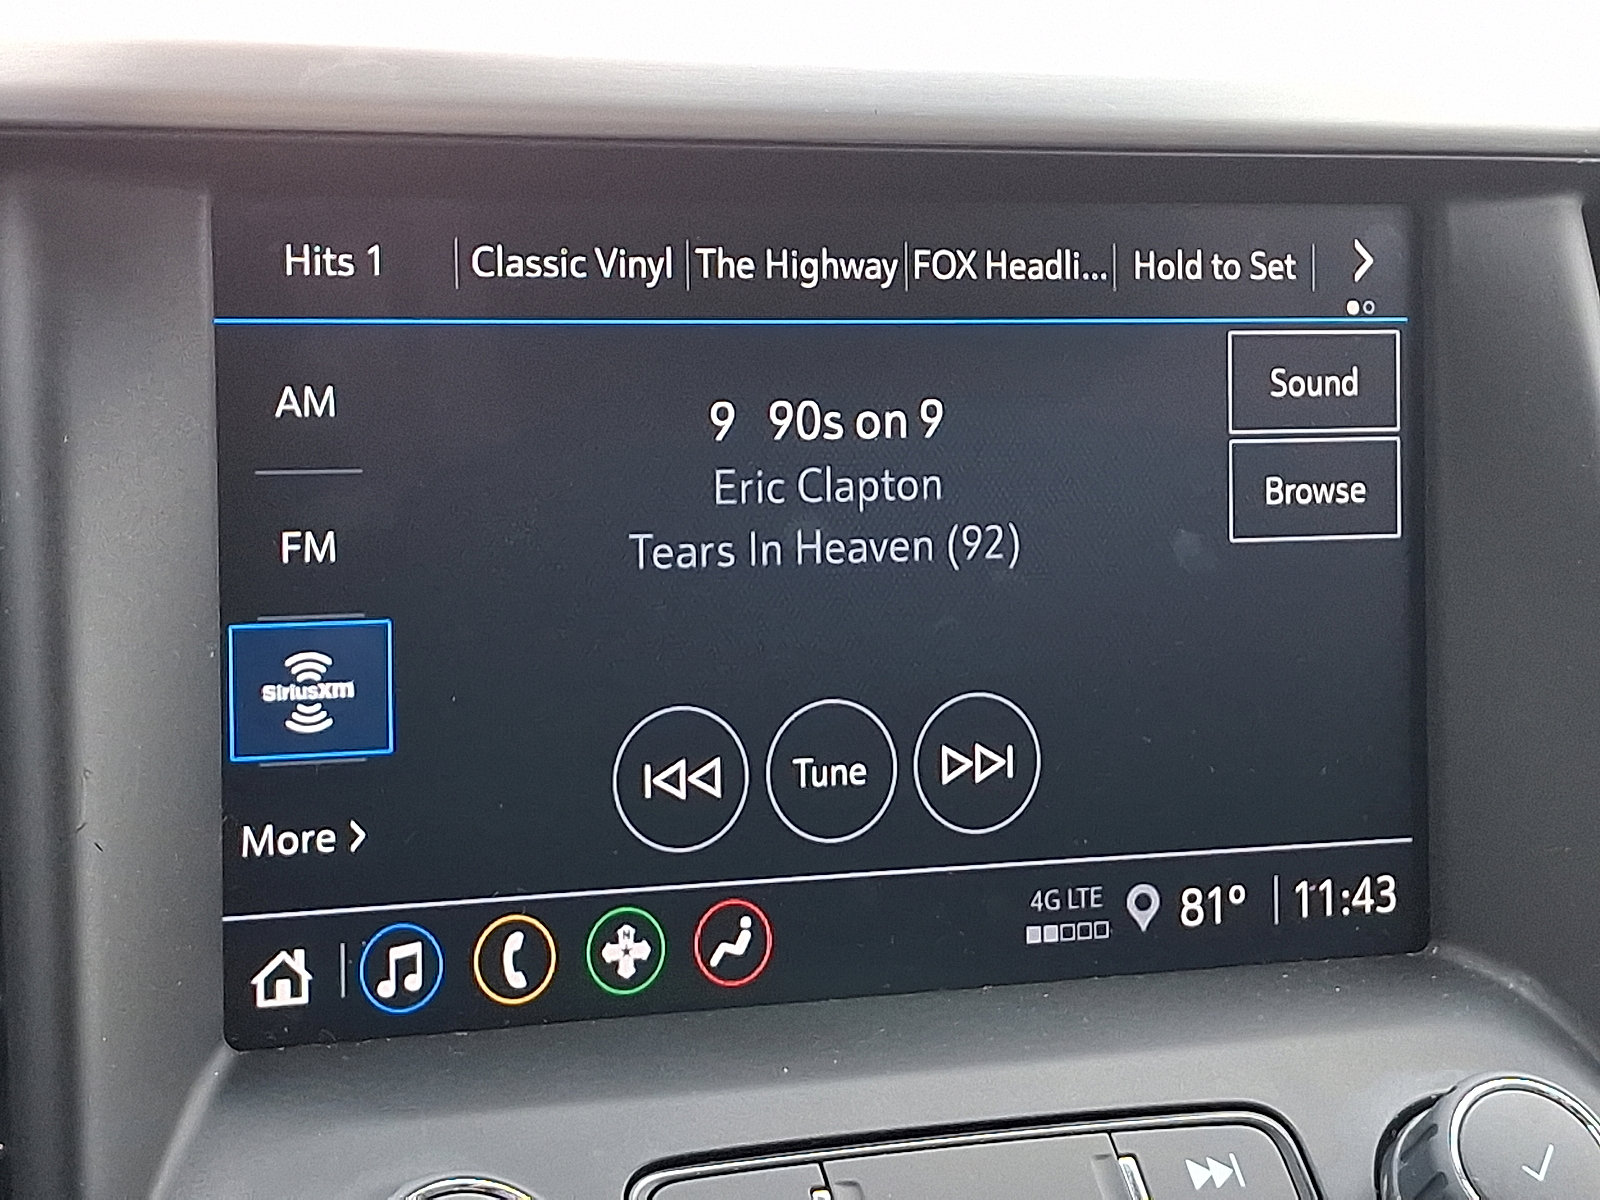 Hits 1
Classic Vinyl
The Highway
FOX Headli...
Hold to Set
AM
FM
SiriusXM
More
9 90s on 9
Eric Clapton
Tears In Heaven (92)
Sound
Browse
Tune
N
4G LTE
81°
11:43